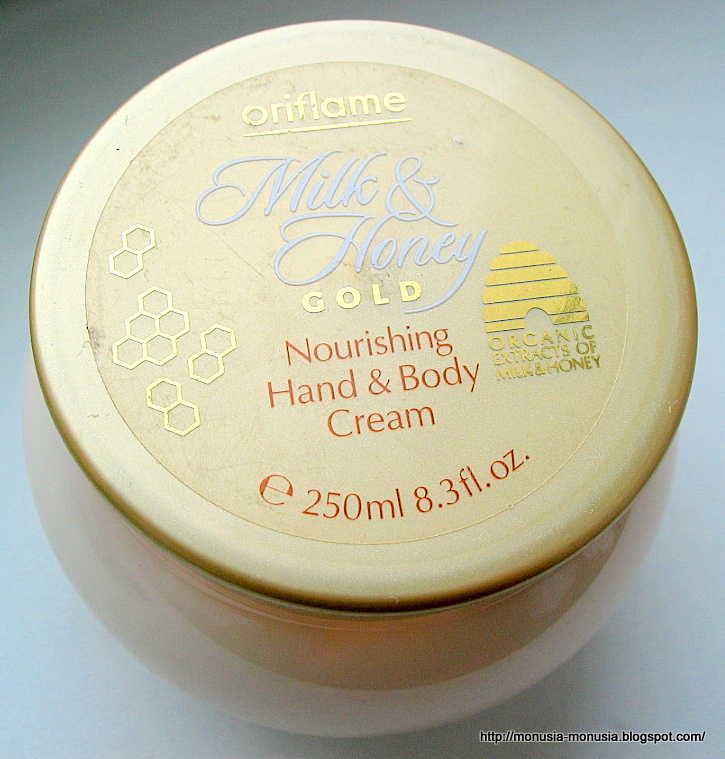 oriflame
Milk &
Honey
GOLD
Nourishing
Hand & Body
Cream
ORGANIC
EXTRACTS OF
MILK & HONEY
℮ 250ml 8.3fl.oz.
http://monusia-monusia.blogspot.com/